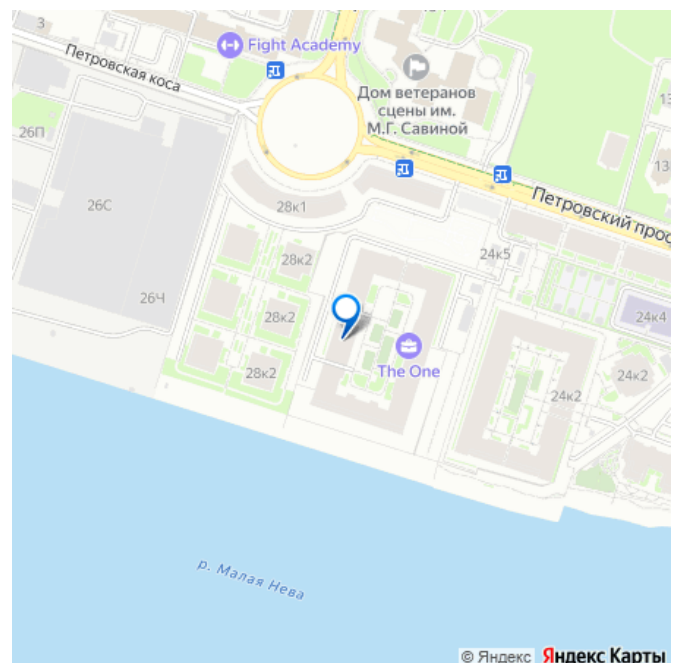 3
Fight Academy
Петровская коса
Дом ветеранов
сцены им.
М.Г. Савиной
26П
13
Петровский прос
26С
28к1
28к2
24к5
26Ч
28к2
24к4
The One
28к2
24к2
24к2
р. Малая Нева
© Яндекс Яндекс Карты